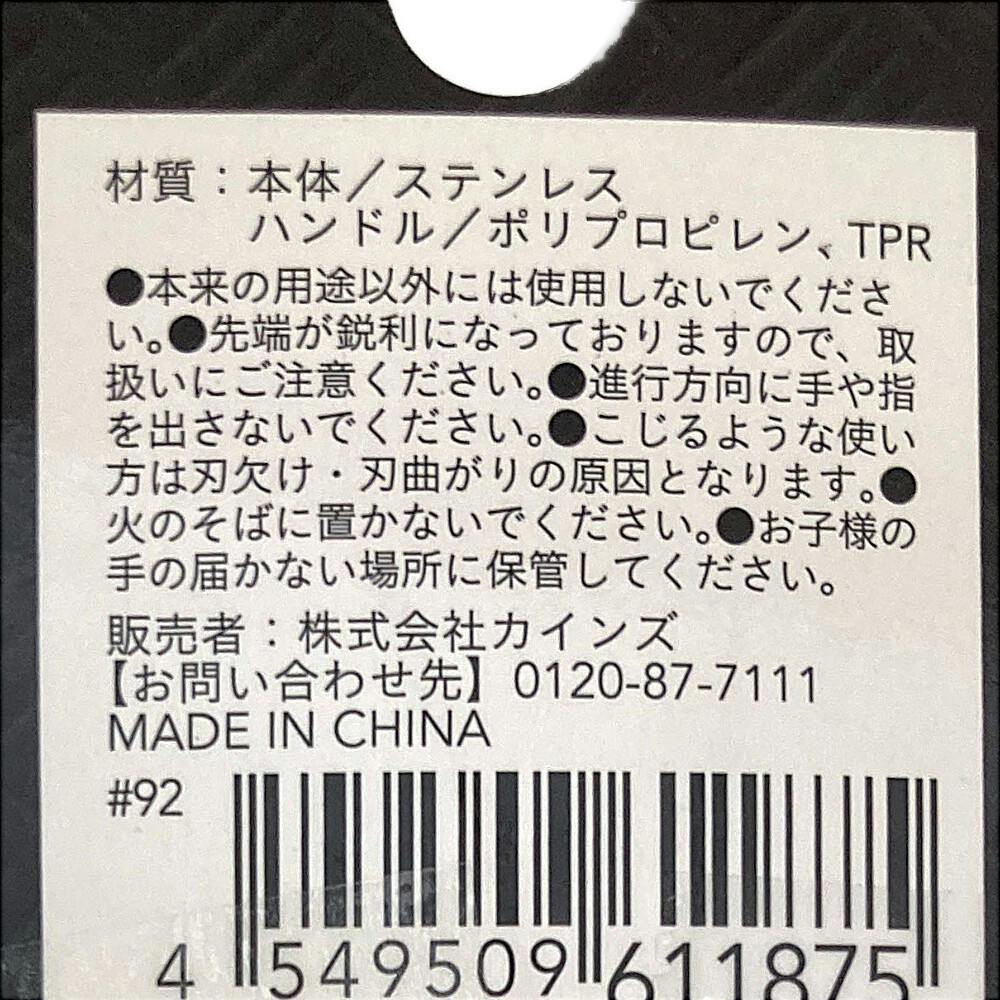 材質：本体／ステンレス
ハンドル／ポリプロピレン、TPR
●本来の用途以外には使用しないでくださ
い。●先端が鋭利になっておりますので、取
扱いにご注意ください。●進行方向に手や指
を出さないでください。●こじるような使い
方は刃欠け・刃曲がりの原因となります。●
火のそばに置かないでください。●お子様の
手の届かない場所に保管してください。
販売者：株式会社カインズ
【お問い合わせ先】0120-87-7111
MADE IN CHINA
#92
4 549509 611875